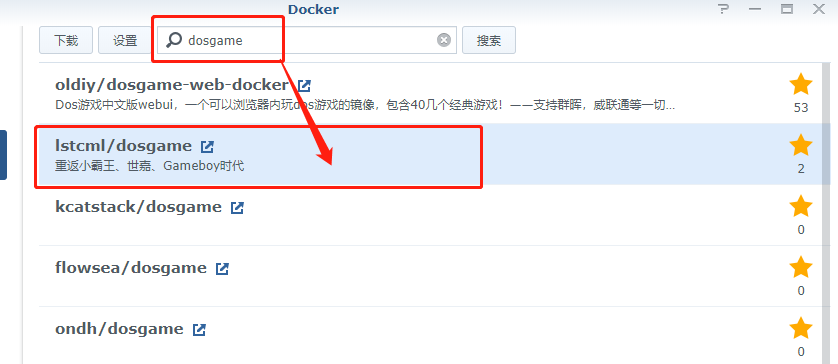 Docker
下载 设置 dosgame 搜索
oldiy/dosgame-web-docker
Dos游戏中文版webui，一个可以浏览器内玩dos游戏的镜像，包含40几个经典游戏！——支持群晖，威联通等一切...
53
lstcml/dosgame
重返小霸王、世嘉、Gameboy时代
2
kcatstack/dosgame
0
flowsea/dosgame
0
ondh/dosgame
0